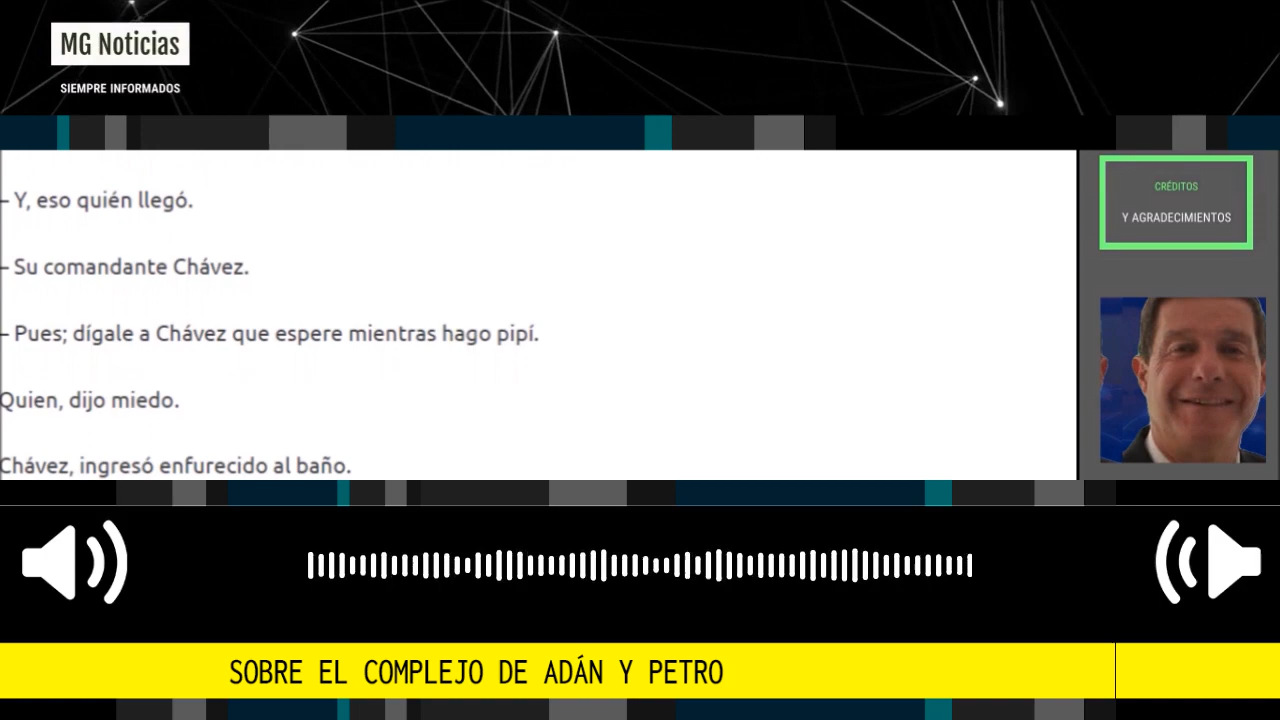 MG Noticias
SIEMPRE INFORMADOS
– Y, eso quién llegó.
– Su comandante Chávez.
– Pues; dígale a Chávez que espere mientras hago pipí.
Quien, dijo miedo.
Chávez, ingresó enfurecido al baño.
CRÉDITOS
Y AGRADECIMIENTOS
SOBRE EL COMPLEJO DE ADÁN Y PETRO